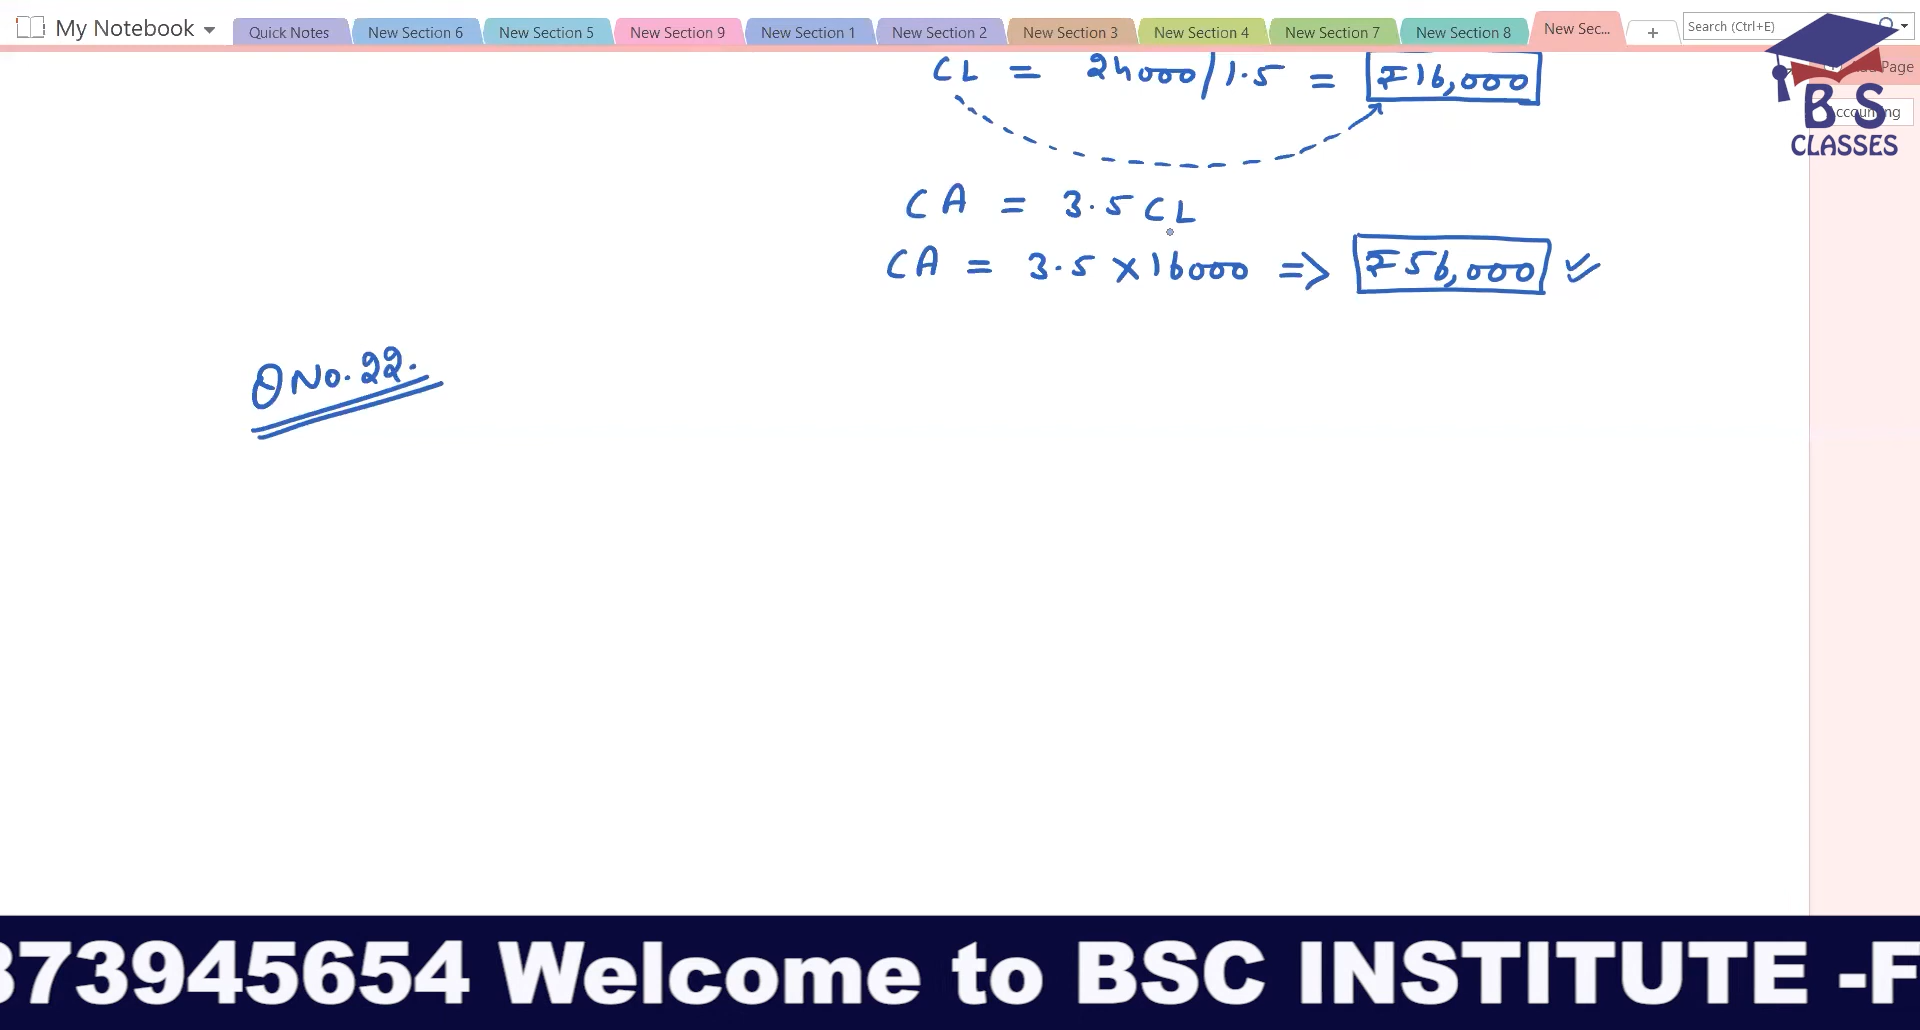 My Notebook
Quick Notes
New Section 6
New Section 5
New Section 9
New Section 1
New Section 2
New Section 3
New Section 4
New Section 7
New Section 8
New Sec...
+
Search (Ctrl+E)
Page
BS
CLASSES
CL = 24000/1.5 = ₹16,000
CA = 3.5 CL
CA = 3.5 × 16000 => ₹56,000
Q No. 22.
373945654 Welcome to BSC INSTITUTE -F